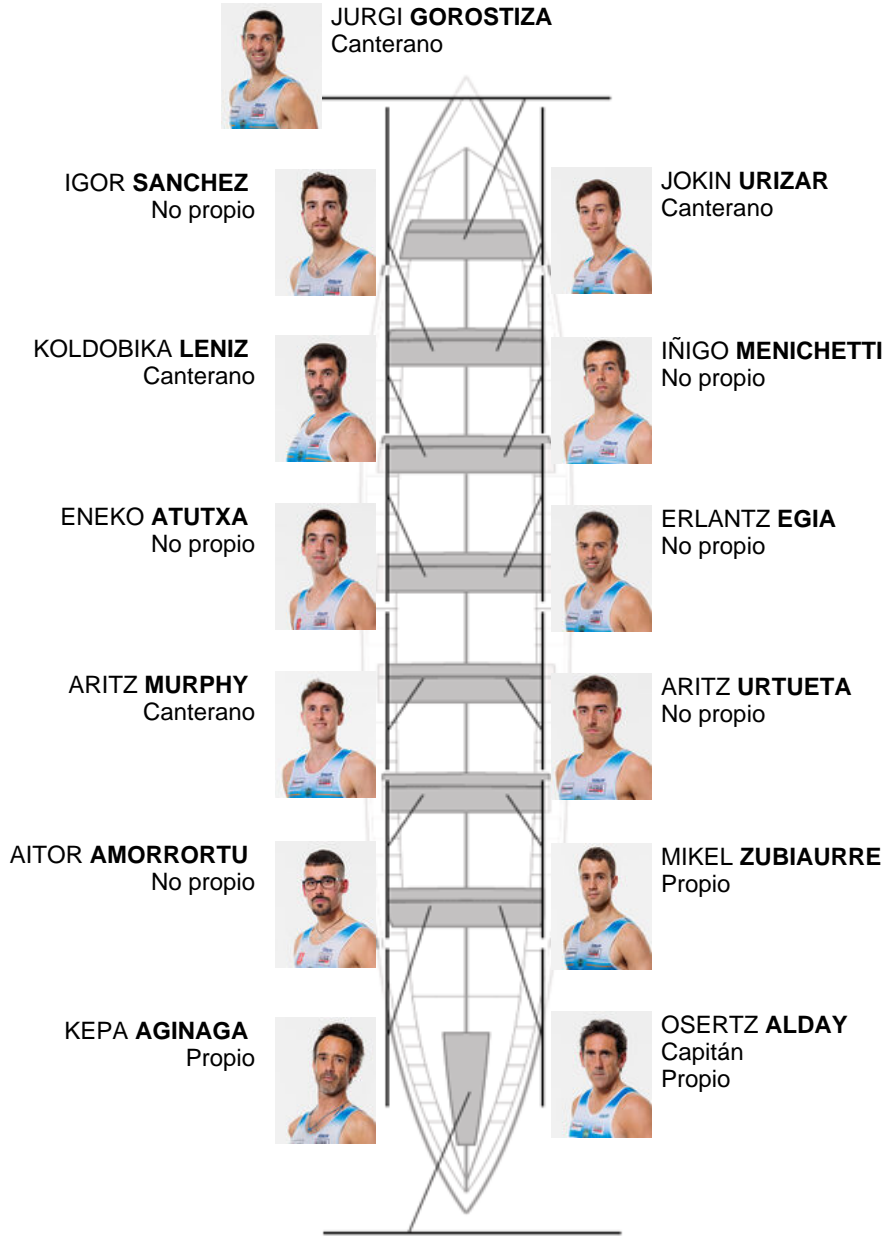 JURGI GOROSTIZA
Canterano
IGOR SANCHEZ
No propio
JOKIN URIZAR
Canterano
KOLDOBIKA LENIZ
Canterano
IÑIGO MENICHETTI
No propio
ENEKO ATUTXA
No propio
ERLANTZ EGIA
No propio
ARITZ MURPHY
Canterano
ARITZ URTUETA
No propio
AITOR AMORRORTU
No propio
MIKEL ZUBIAURRE
Propio
KEPA AGINAGA
Propio
OSERTZ ALDAY
Capitán
Propio